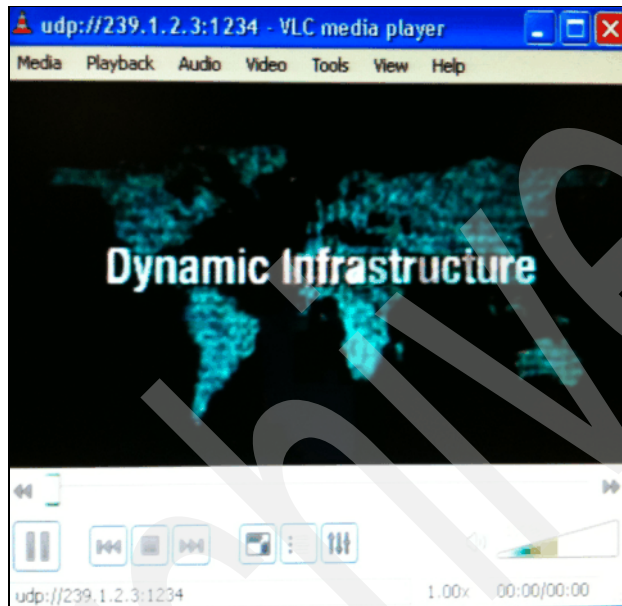 udp://239.1.2.3:1234 - VLC media player
Media Playback Audio Video Tools View Help
Dynamic Infrastructure
udp://239.1.2.3:1234 1.00x 00:00/00:00